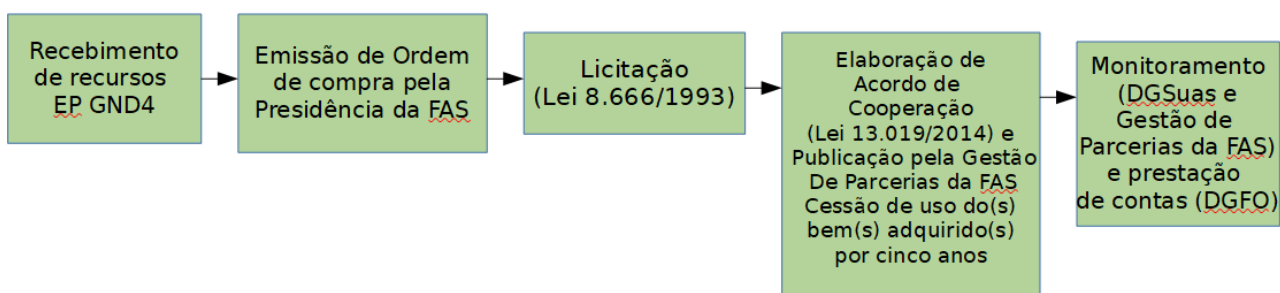 Recebimento
de recursos
EP GND4
Emissão de Ordem
de compra pela
Presidência da FAS
Licitação
(Lei 8.666/1993)
Elaboração de
Acordo de
Cooperação
(Lei 13.019/2014) e
Publicação pela Gestão
De Parcerias da FAS
Cessão de uso do(s)
bem(s) adquirido(s)
por cinco anos
Monitoramento
(DGSuas e
Gestão de
Parcerias da FAS)
e prestação
de contas (DGFO)